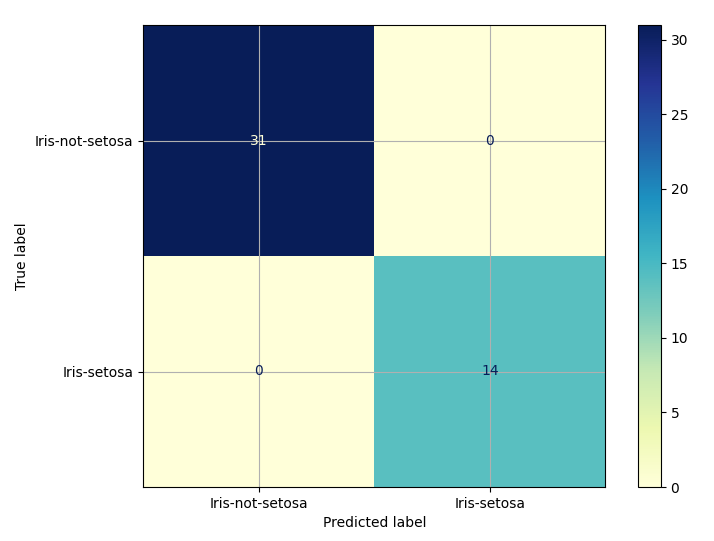 True label
Iris-not-setosa
Iris-setosa
31
0
0
14
Iris-not-setosa
Iris-setosa
Predicted label
30
25
20
15
10
5
0